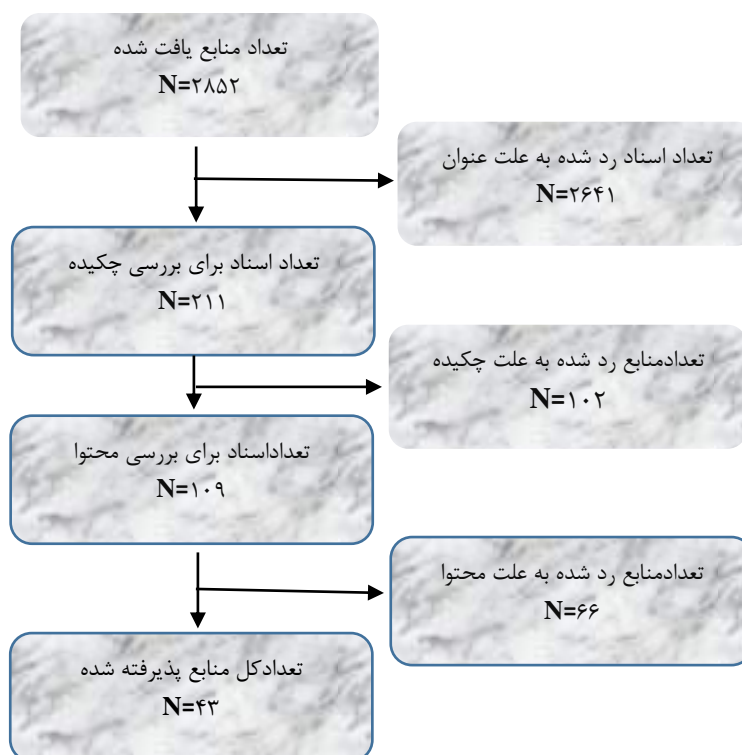 تعداد منابع یافت شده
N=۲۸۵۲
تعداد اسناد رد شده به علت عنوان
N=۲۶۴۱
تعداد اسناد برای بررسی چکیده
N=۲۱۱
تعدادمنابع رد شده به علت چکیده
N=۱۰۲
تعداداسناد برای بررسی محتوا
N=۱۰۹
تعدادمنابع رد شده به علت محتوا
N=۶۶
تعدادکل منابع پذیرفته شده
N=۴۳